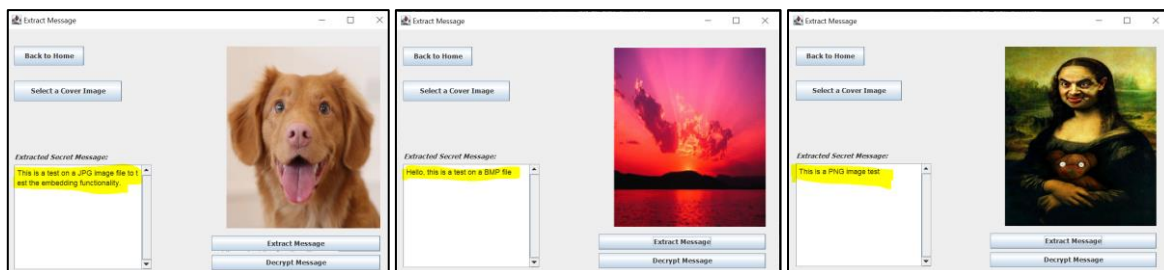 Extract Message
Back to Home
Select a Cover Image
Extracted Secret Message:
This is a test on a JPG image file to t
est the embedding functionality.
Extract Message
Decrypt Message
Extract Message
Back to Home
Select a Cover Image
Extracted Secret Message:
Hello, this is a test on a BMP file
Extract Message
Decrypt Message
Extract Message
Back to Home
Select a Cover Image
Extracted Secret Message:
This is a PNG image test
Extract Message
Decrypt Message